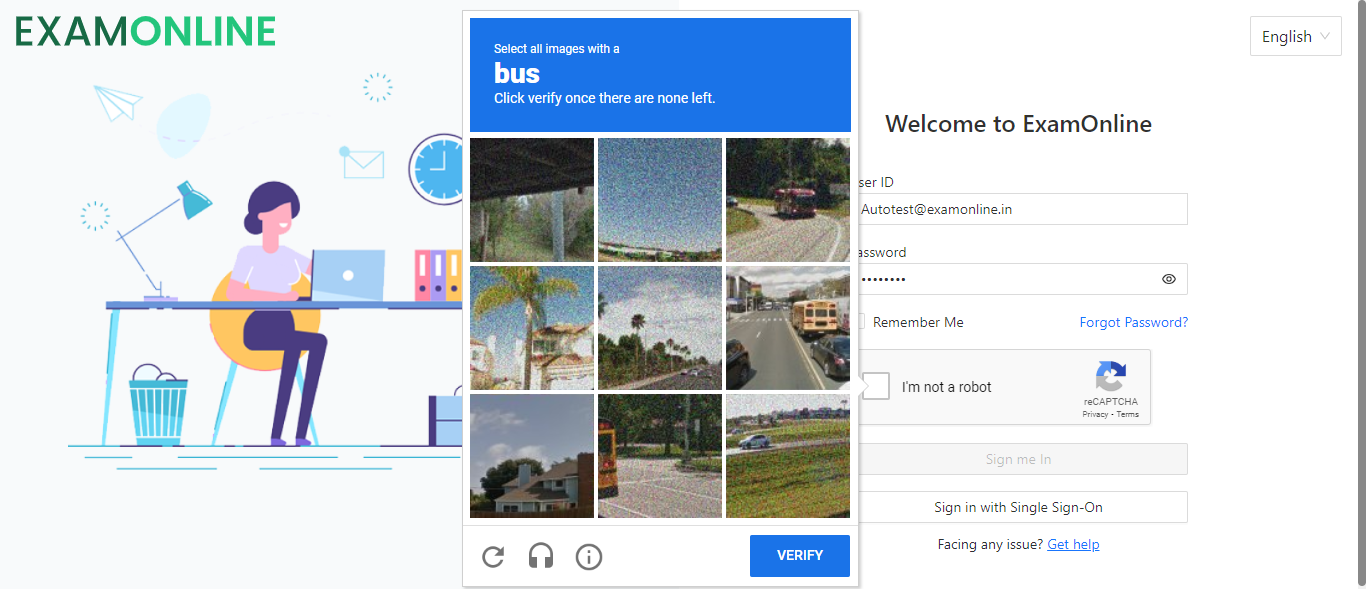 EXAMONLINE
Select all images with a
bus
Click verify once there are none left.
VERIFY
English
Welcome to ExamOnline
ser ID
Autotest@examonline.in
assword
••••••••
Remember Me
Forgot Password?
I'm not a robot
reCAPTCHA
Privacy - Terms
Sign me In
Sign in with Single Sign-On
Facing any issue? Get help